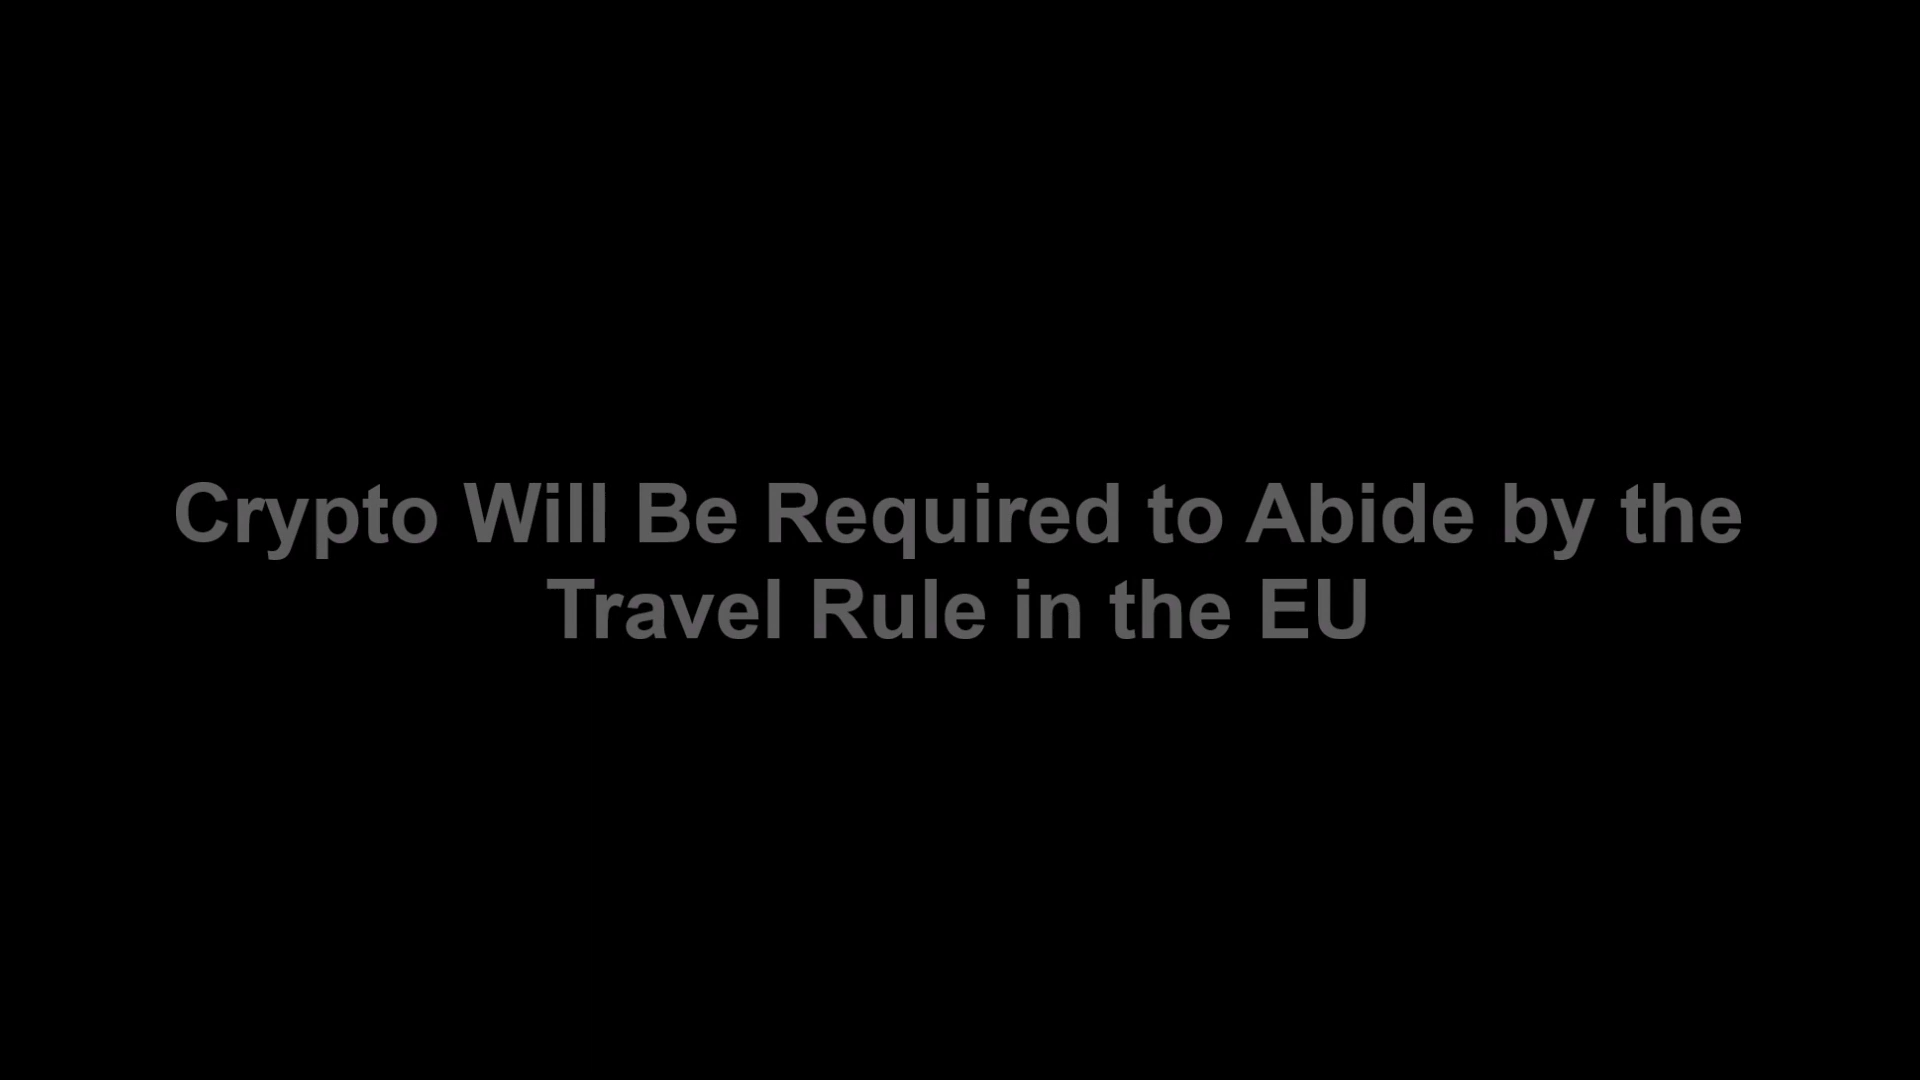 Crypto Will Be Required to Abide by the
Travel Rule in the EU